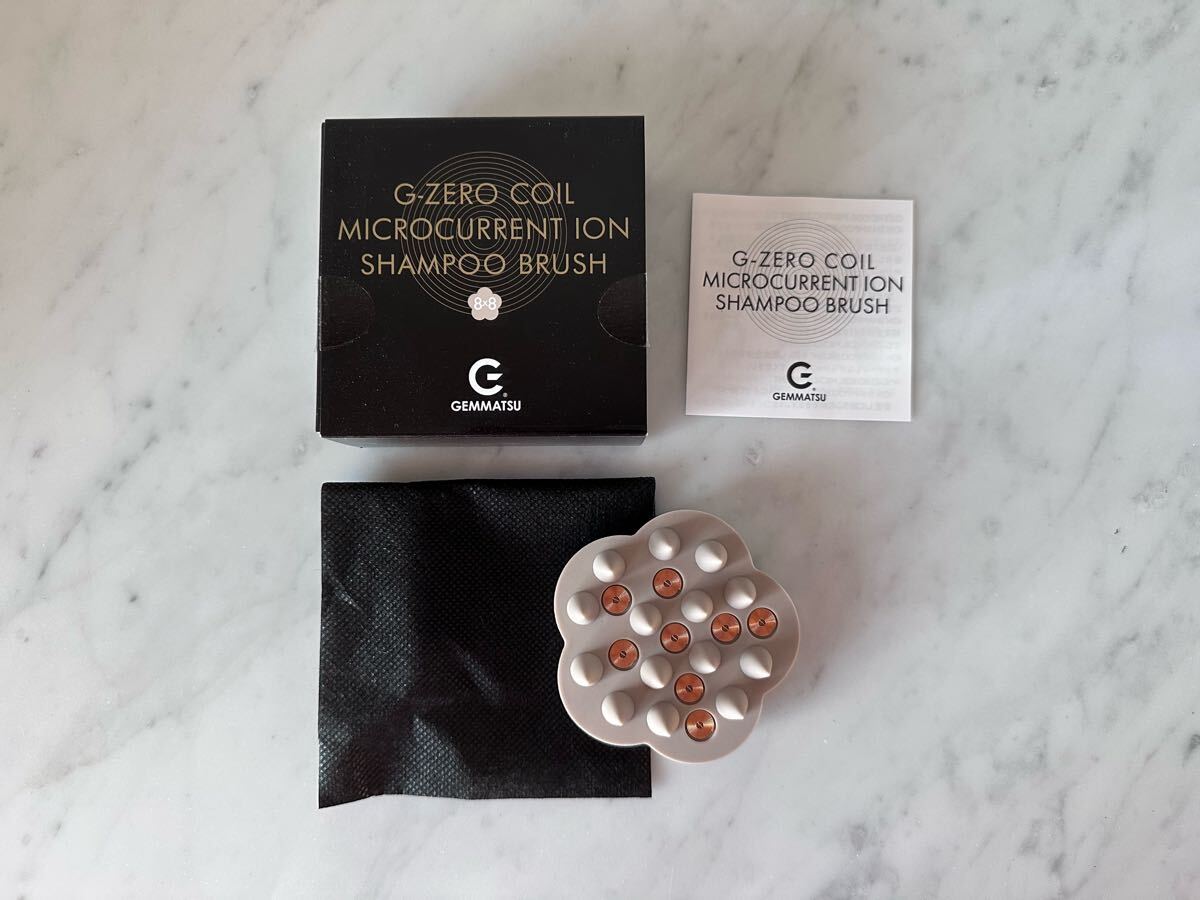 G-ZERO COIL
MICROCURRENT ION
SHAMPOO BRUSH
8×8
G
GEMMATSU
G-ZERO COIL
MICROCURRENT ION
SHAMPOO BRUSH
G
GEMMATSU